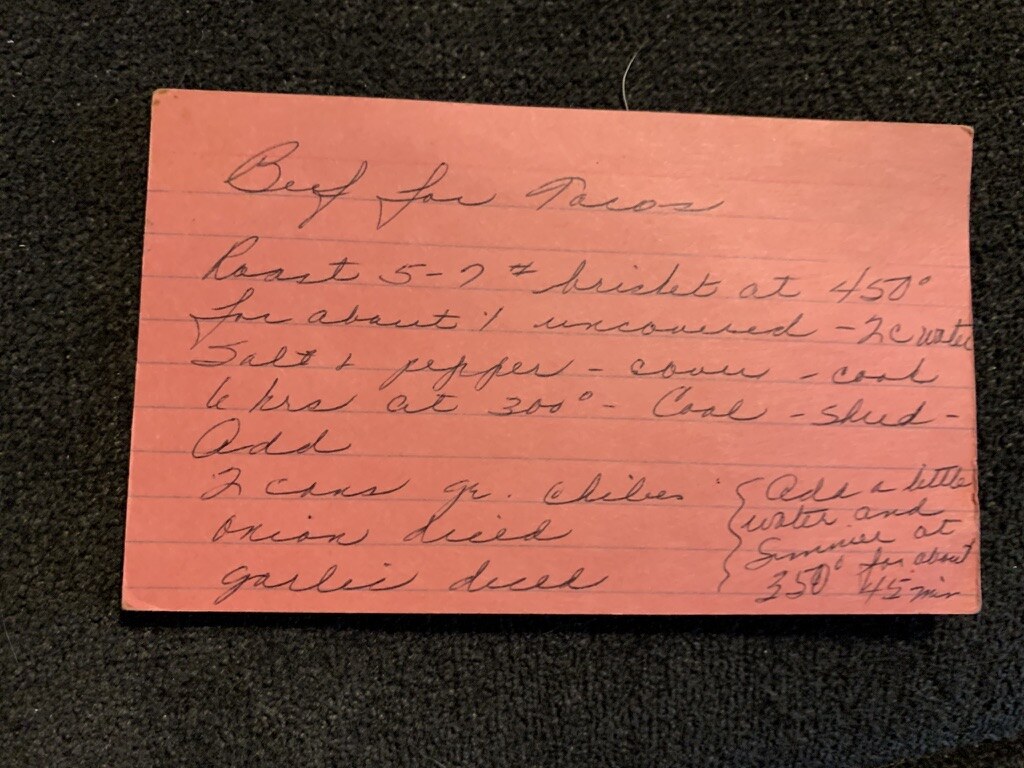 Beef for Tacos
Roast 5-7# brisket at 450°
for about 1 uncovered - 2c water
Salt & pepper - cover - cook
6 hrs at 300° - Cool - shred -
Add
2 cans gr. chilies
onion diced
garlic diced
Add a little
water and
Simmer at
350° for about
45 min